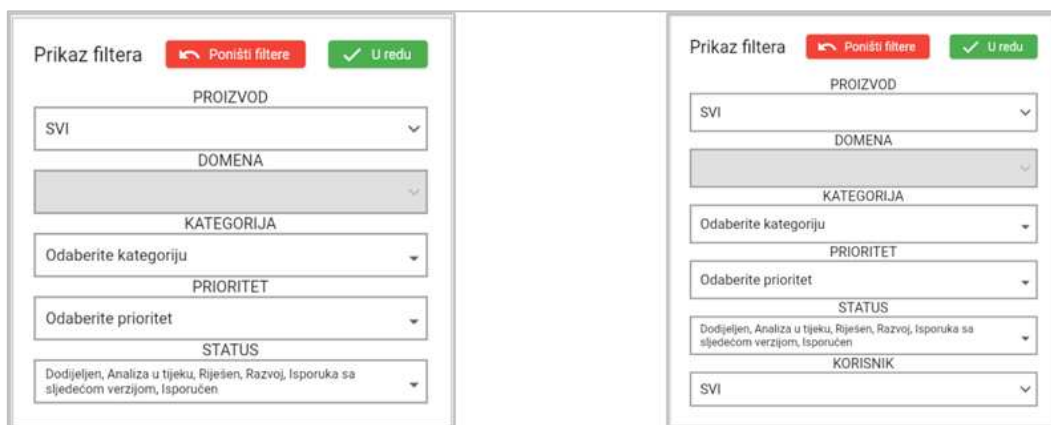 Prikaz filtera Poništi filtere U redu
PROIZVOD
SVI
DOMENA
KATEGORIJA
Odaberite kategoriju
PRIORITET
Odaberite prioritet
STATUS
Dodijeljen, Analiza u tijeku, Riješen, Razvoj, Isporuka sa
sljedećom verzijom, Isporučen
Prikaz filtera Poništi filtere U redu
PROIZVOD
SVI
DOMENA
KATEGORIJA
Odaberite kategoriju
PRIORITET
Odaberite prioritet
STATUS
Dodijeljen, Analiza u tijeku, Riješen, Razvoj, Isporuka sa
sljedećom verzijom, Isporučen
KORISNIK
SVI